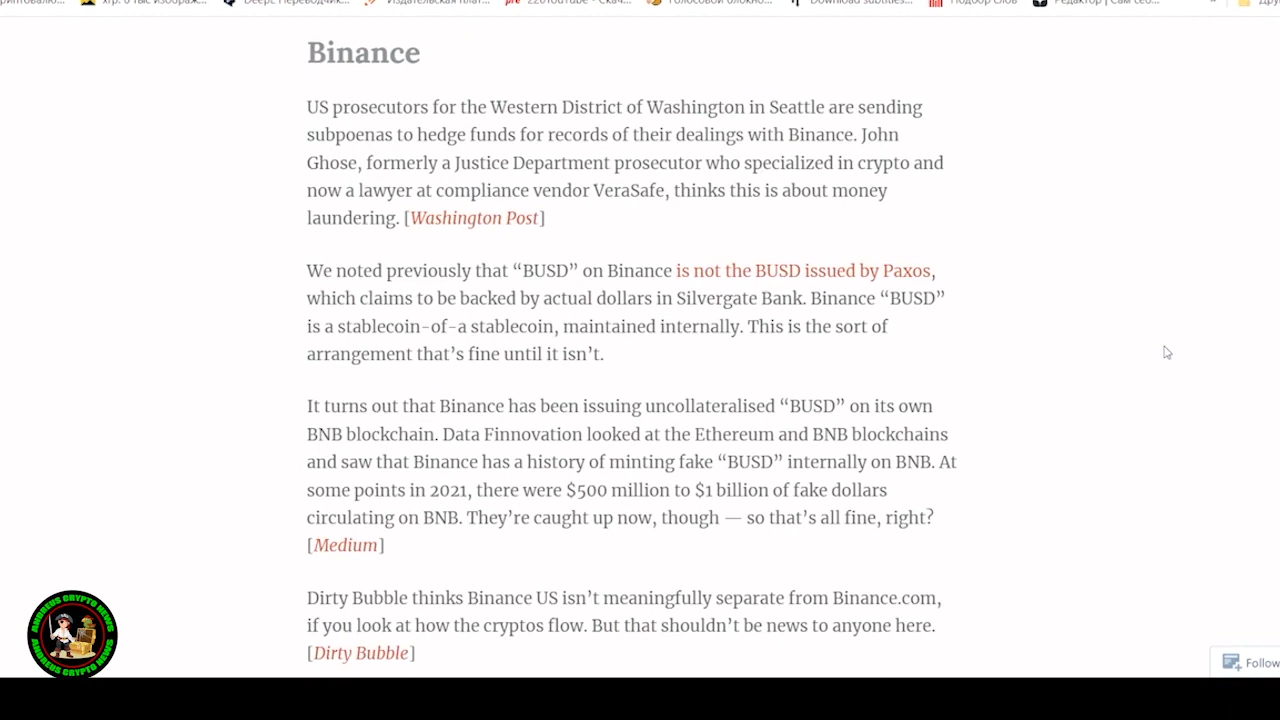 Binance
US prosecutors for the Western District of Washington in Seattle are sending
subpoenas to hedge funds for records of their dealings with Binance. John
Ghose, formerly a Justice Department prosecutor who specialized in crypto and
now a lawyer at compliance vendor VeraSafe, thinks this is about money
laundering. [Washington Post]
We noted previously that “BUSD” on Binance is not the BUSD issued by Paxos,
which claims to be backed by actual dollars in Silvergate Bank. Binance “BUSD”
is a stablecoin-of-a stablecoin, maintained internally. This is the sort of
arrangement that’s fine until it isn’t.
It turns out that Binance has been issuing uncollateralised “BUSD” on its own
BNB blockchain. Data Finnovation looked at the Ethereum and BNB blockchains
and saw that Binance has a history of minting fake “BUSD” internally on BNB. At
some points in 2021, there were $500 million to $1 billion of fake dollars
circulating on BNB. They’re caught up now, though — so that’s all fine, right?
[Medium]
Dirty Bubble thinks Binance US isn’t meaningfully separate from Binance.com,
if you look at how the cryptos flow. But that shouldn’t be news to anyone here.
[Dirty Bubble]
ANDREUS CRYPTO NEWS
ANDREUS CRYPTO NEWS
Follow